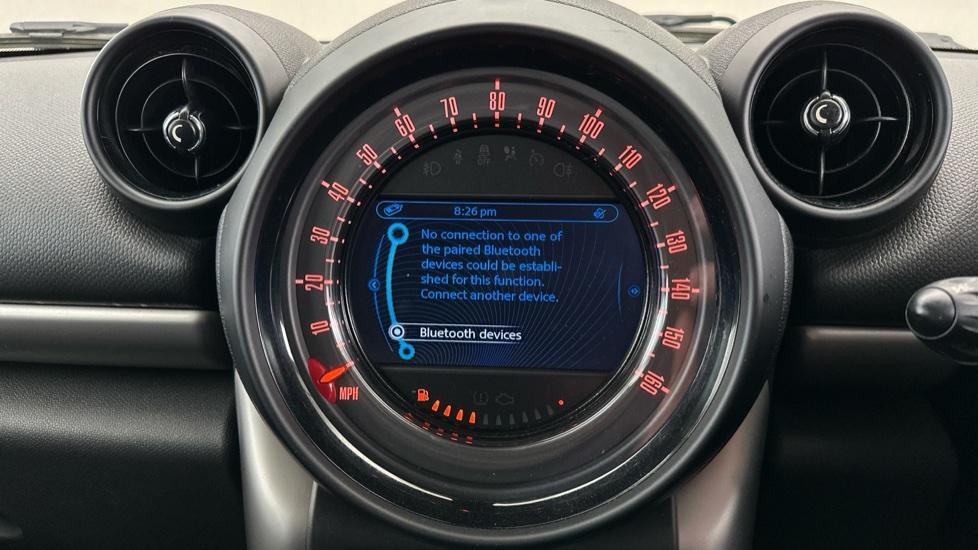 8:26 pm
No connection to one of
the paired Bluetooth
devices could be establi-
shed for this function.
Connect another device.
Bluetooth devices
10
20
30
40
50
60
70
80
90
100
110
120
130
140
150
160
MPH
OFF